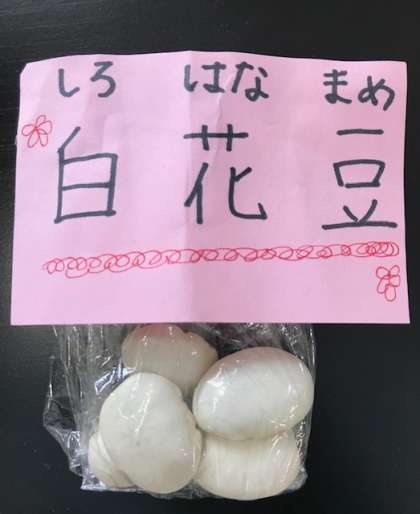 しろ はな まめ
白 花 豆